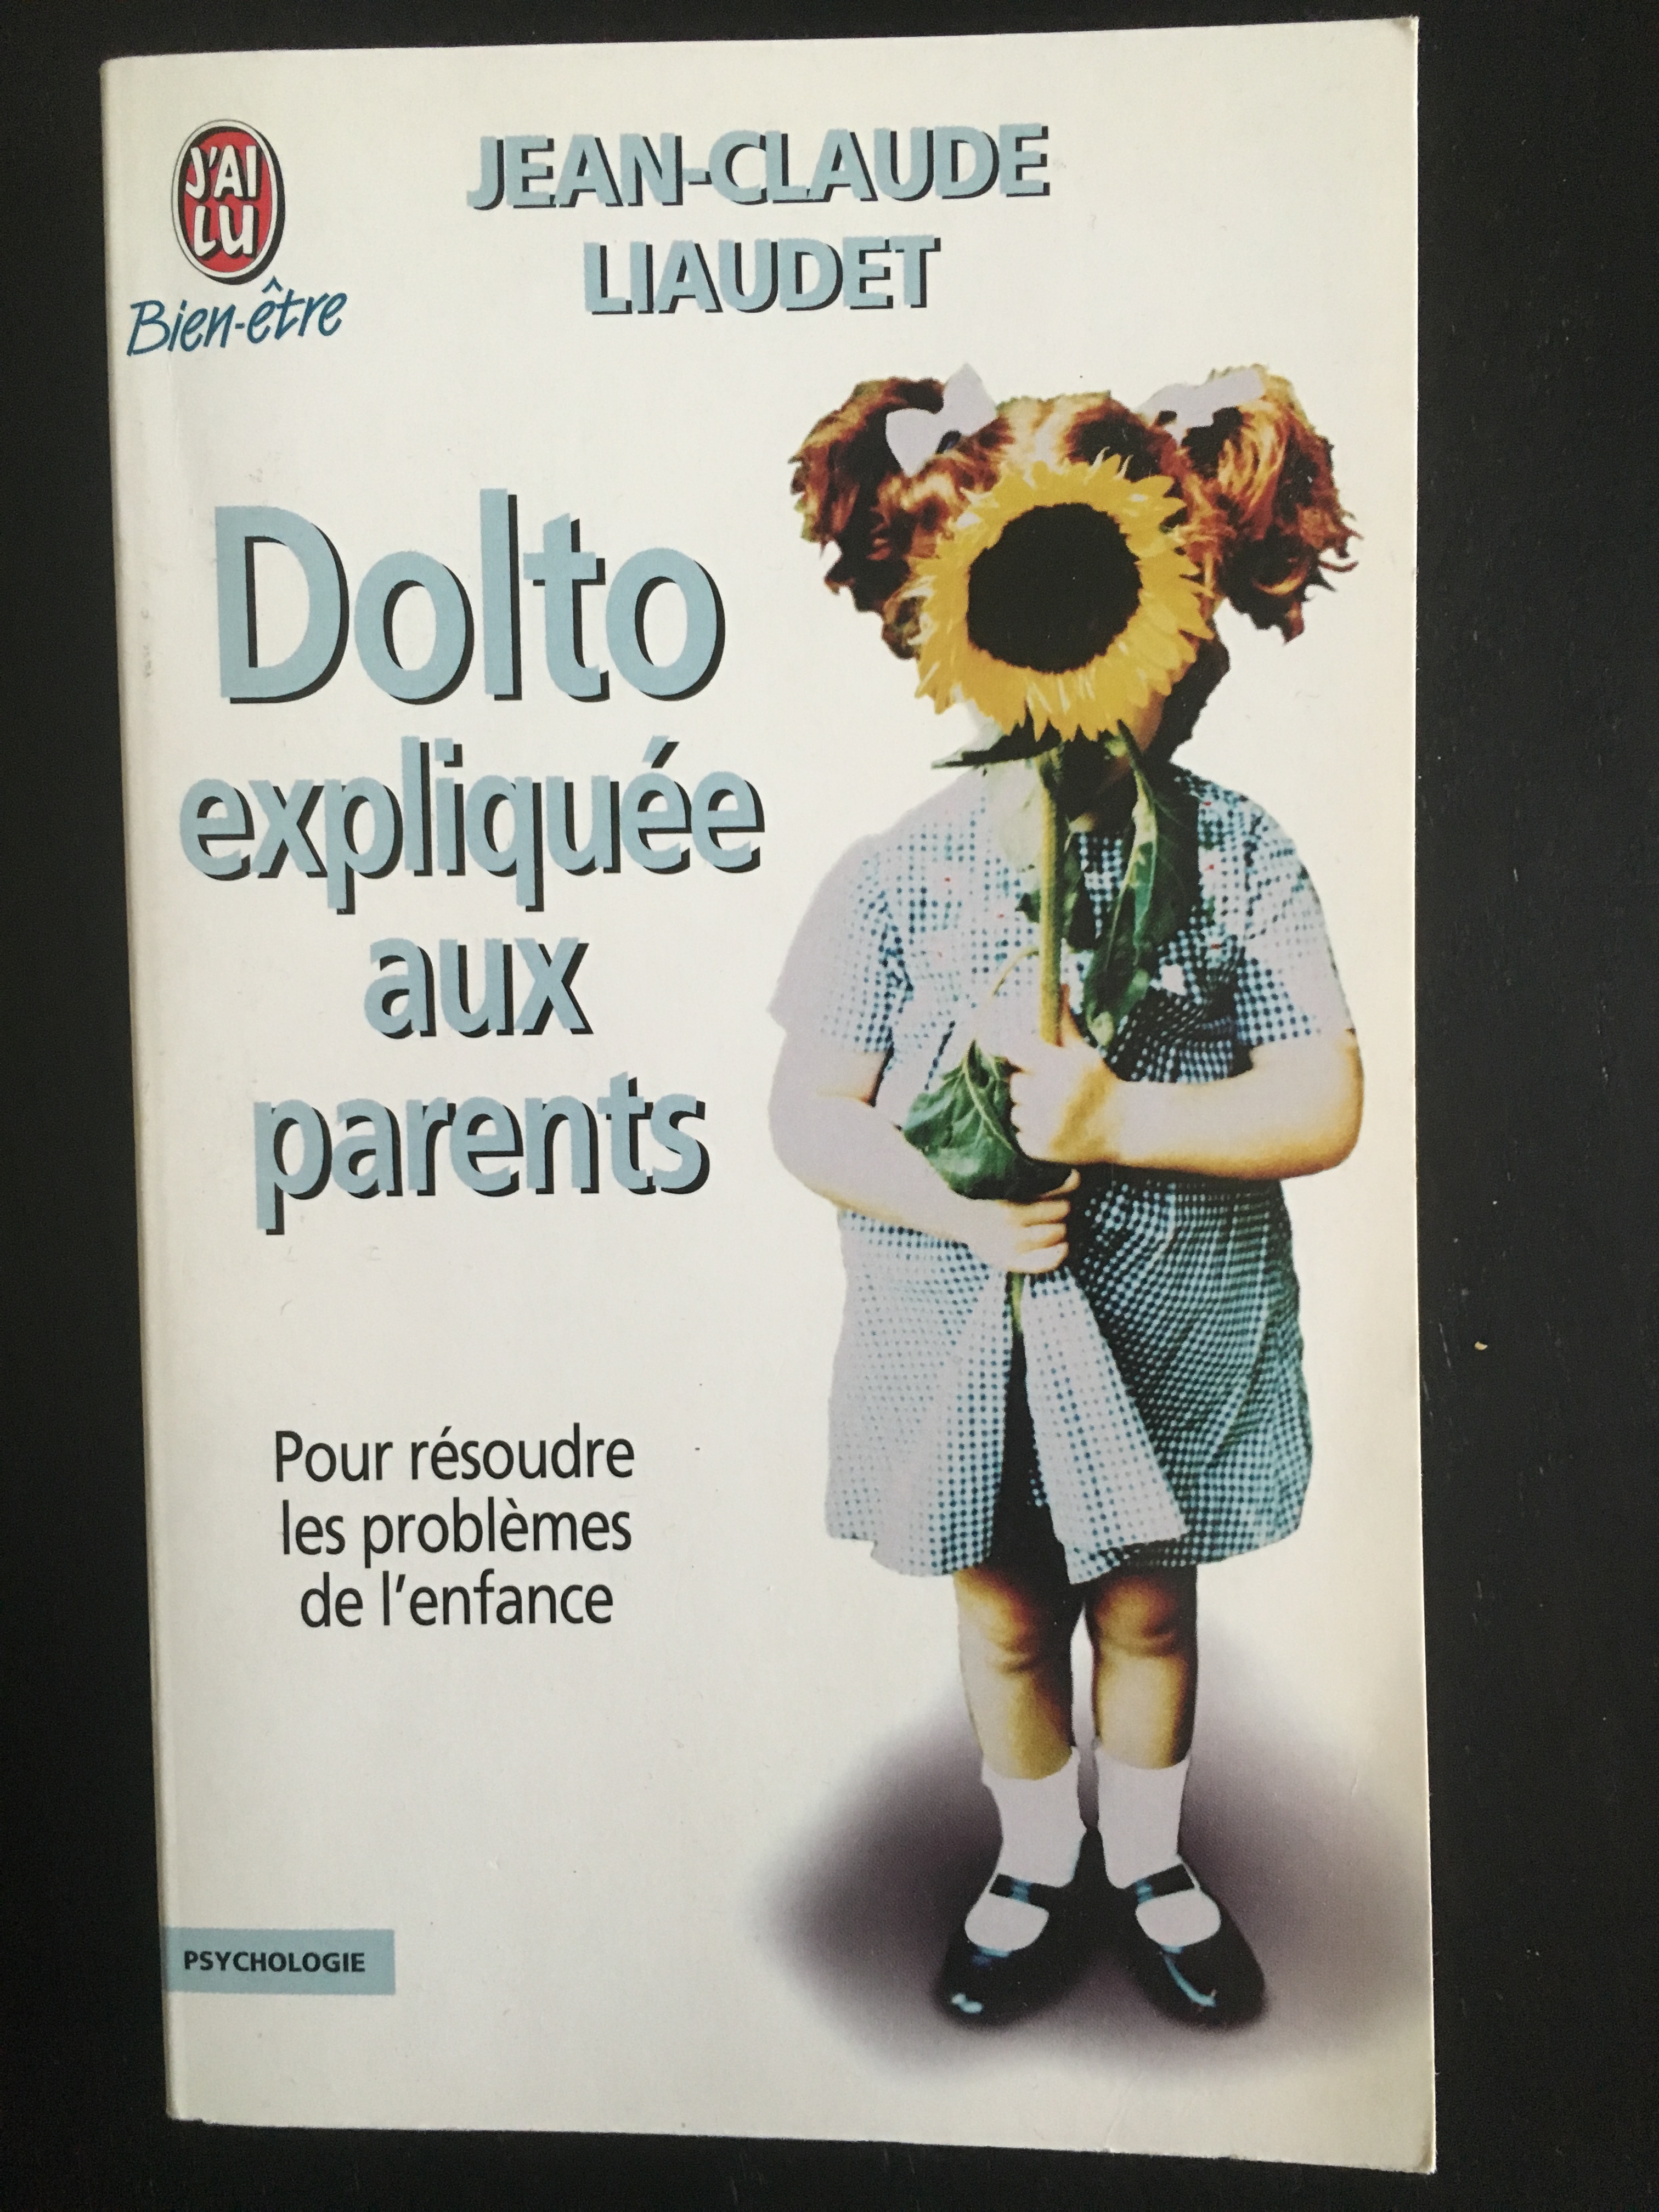 J'AI
LU
Bien-être
JEAN-CLAUDE
LIAUDET
Dolto
expliquée
aux
parents
Pour résoudre
les problèmes
de l'enfance
PSYCHOLOGIE